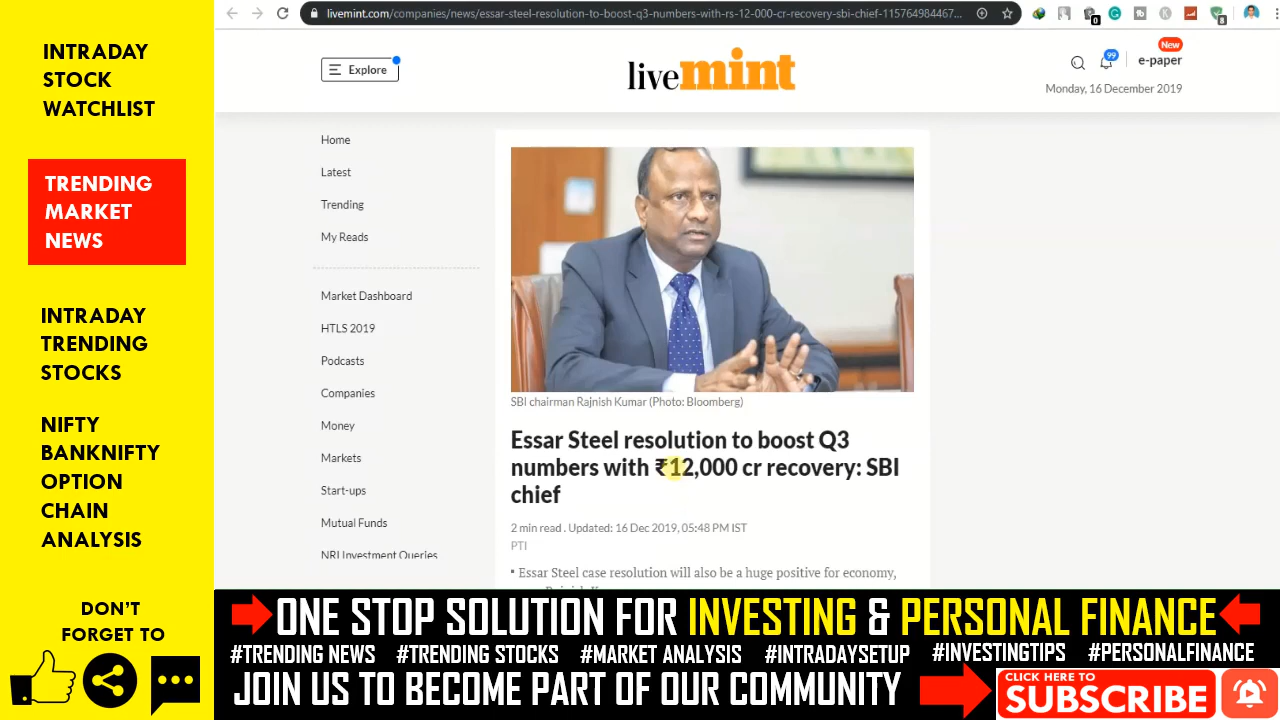 INTRADAY
STOCK
WATCHLIST
TRENDING
MARKET
NEWS
INTRADAY
TRENDING
STOCKS
NIFTY
BANKNIFTY
OPTION
CHAIN
ANALYSIS
DON'T
FORGET TO
livemint.com/companies/news/essar-steel-resolution-to-boost-q3-numbers-with-rs-12-000-cr-recovery-sbi-chief-115764984467...
0
8
Explore
livemint
99
New
e-paper
Monday, 16 December 2019
Home
Latest
Trending
My Reads
Market Dashboard
HTLS 2019
Podcasts
Companies
Money
Markets
Start-ups
Mutual Funds
NRI Investment Queries
SBI chairman Rajnish Kumar (Photo: Bloomberg)
Essar Steel resolution to boost Q3
numbers with ₹12,000 cr recovery: SBI
chief
2 min read . Updated: 16 Dec 2019, 05:48 PM IST
PTI
Essar Steel case resolution will also be a huge positive for economy,
ONE STOP SOLUTION FOR INVESTING & PERSONAL FINANCE
#TRENDING NEWS #TRENDING STOCKS #MARKET ANALYSIS #INTRADAYSETUP #INVESTINGTIPS #PERSONALFINANCE
JOIN US TO BECOME PART OF OUR COMMUNITY
CLICK HERE TO
SUBSCRIBE